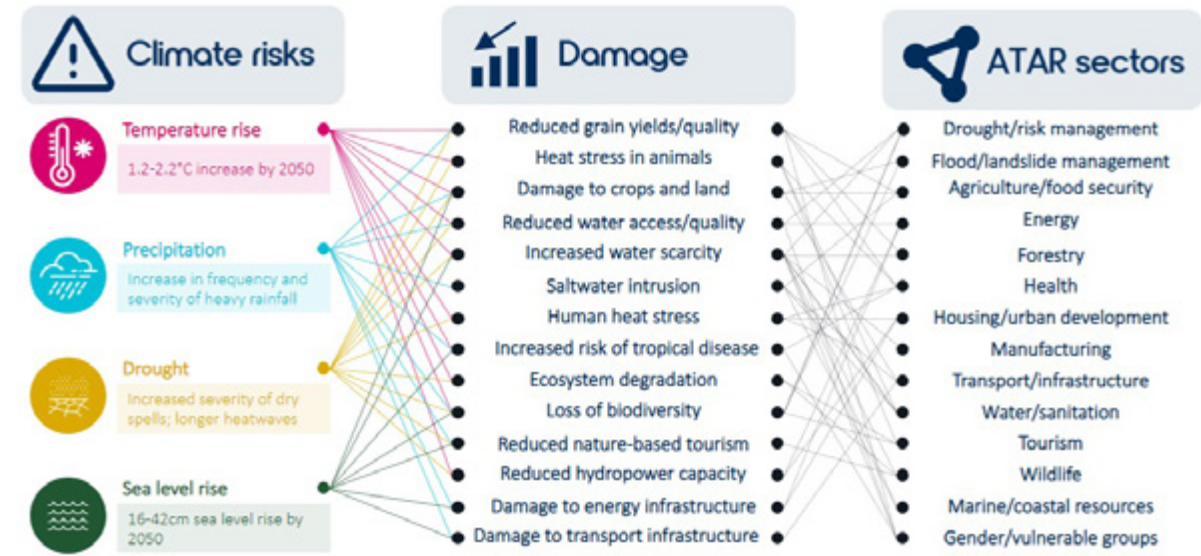 Climate risks
Damage
ATAR sectors
Temperature rise
1.2-2.2°C increase by 2050
Precipitation
Increase in frequency and
severity of heavy rainfall
Drought
Increased severity of dry
spells; longer heatwaves
Sea level rise
16-42cm sea level rise by
2050
Reduced grain yields/quality
Heat stress in animals
Damage to crops and land
Reduced water access/quality
Increased water scarcity
Saltwater intrusion
Human heat stress
Increased risk of tropical disease
Ecosystem degradation
Loss of biodiversity
Reduced nature-based tourism
Reduced hydropower capacity
Damage to energy infrastructure
Damage to transport infrastructure
Drought/risk management
Flood/landslide management
Agriculture/food security
Energy
Forestry
Health
Housing/urban development
Manufacturing
Transport/infrastructure
Water/sanitation
Tourism
Wildlife
Marine/coastal resources
Gender/vulnerable groups